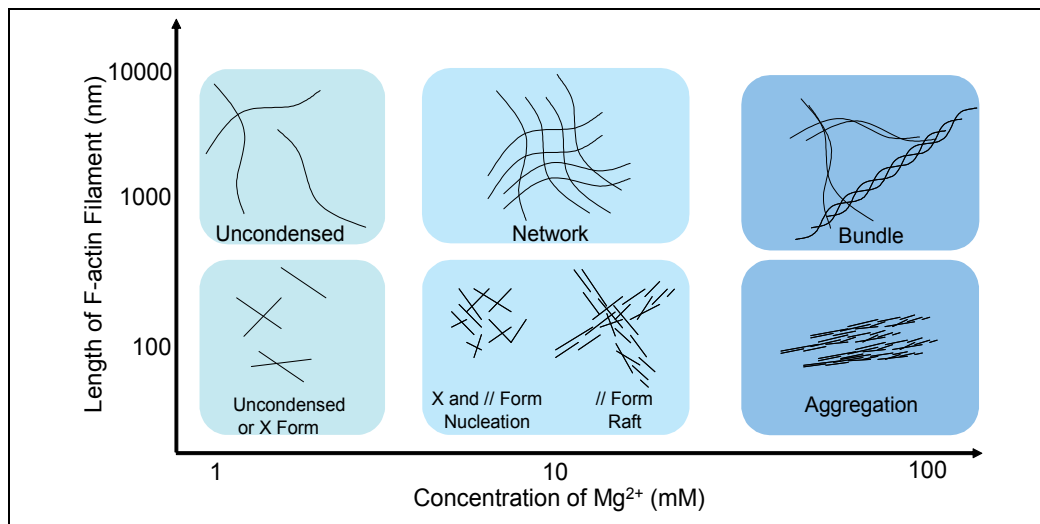 Length of F-actin Filament (nm)
10000
1000
100
Uncondensed
Network
Bundle
Uncondensed
or X Form
X and // Form
Nucleation
// Form
Raft
Aggregation
1
10
100
Concentration of Mg²⁺ (mM)